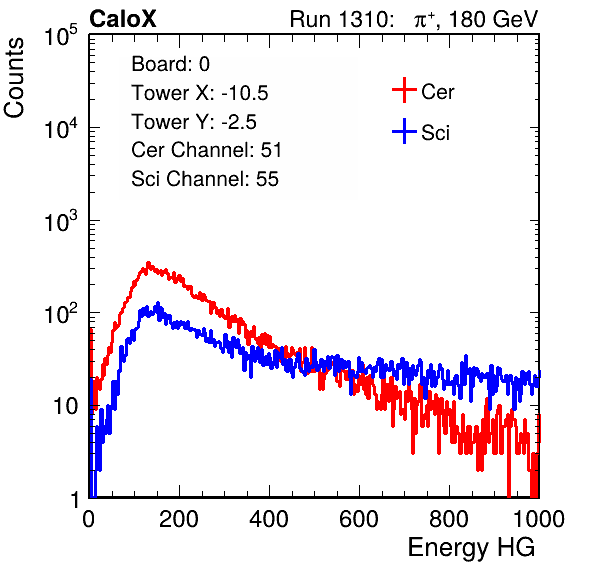 CaloX Run 1310: π⁺, 180 GeV
Counts
Board: 0
Tower X: -10.5
Tower Y: -2.5
Cer Channel: 51
Sci Channel: 55
Cer
Sci
10⁵
10⁴
10³
10²
10
1
0 200 400 600 800 1000
Energy HG